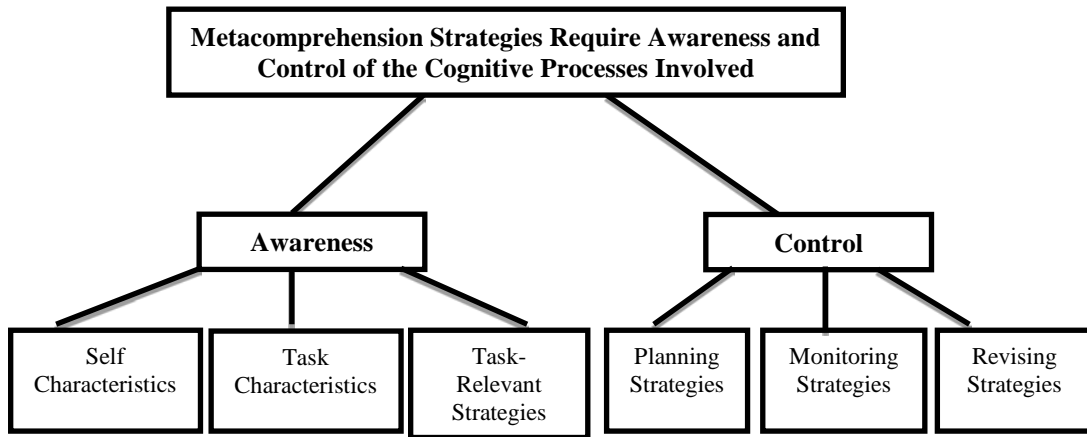 Metacomprehension Strategies Require Awareness and
Control of the Cognitive Processes Involved
Awareness
Control
Self
Characteristics
Task
Characteristics
Task-
Relevant
Strategies
Planning
Strategies
Monitoring
Strategies
Revising
Strategies